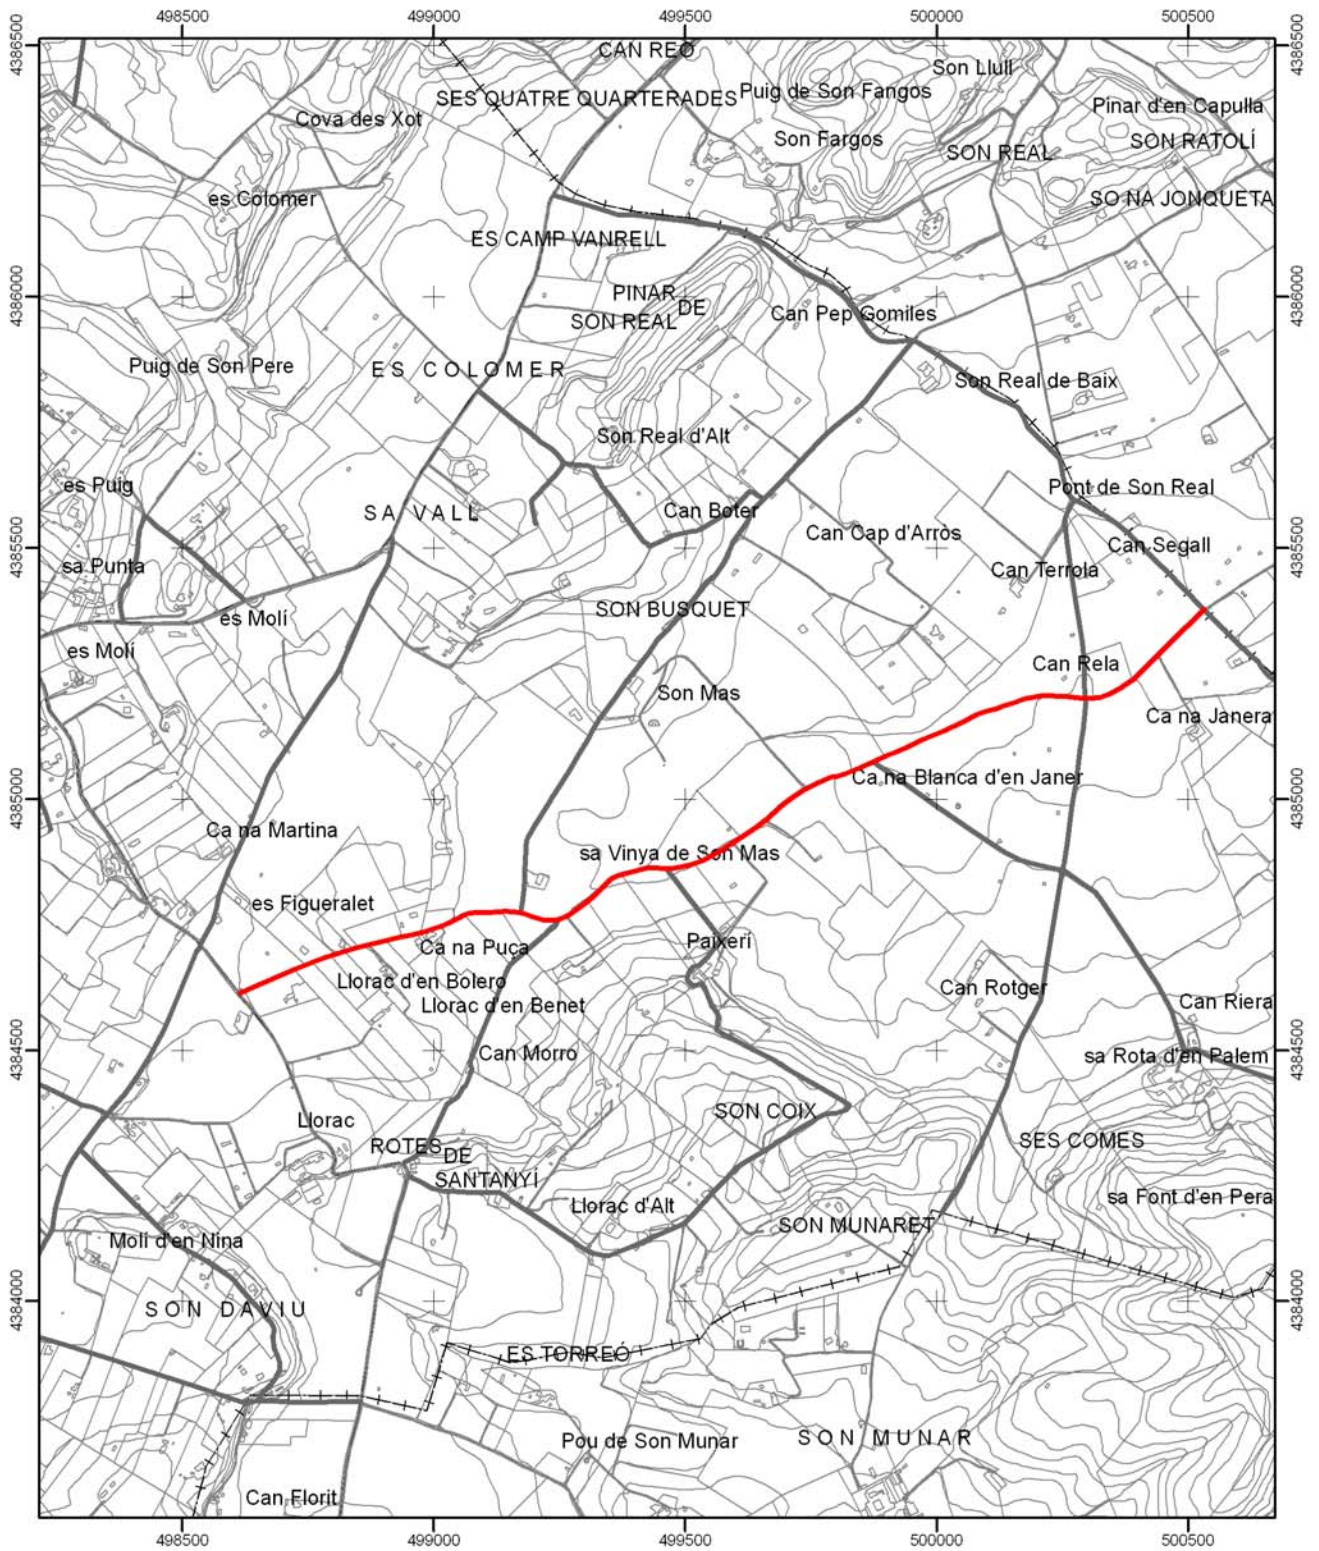 498500 499000 499500 500000 500500
4386500 4386500
CAN REO
Son Llull
SES QUATRE QUARTERADES
Puig de Son Fangos
Pinar d'en Capulla
Cova des Xot
Son Fargos
SON RATOLÍ
SON REAL
es Colomer
SO NA JONQUETA
ES CAMP VANRELL
4386000 4386000
PINAR
DE
SON REAL
Can Pep Gomiles
Puig de Son Pere
ES COLOMER
Son Real de Baix
Son Real d'Alt
es Puig
Pont de Son Real
SA VALL
Can Boter
Can Cap d'Arròs
Can Segall
4385500 4385500
sa Punta
Can Terrola
SON BUSQUET
es Molí
es Molí
Can Rela
Son Mas
Ca na Janera
Ca na Blanca d'en Janer
4385000 4385000
Ca na Martina
sa Vinya de Son Mas
es Figueralet
Ca na Puça
Paixerí
Llorac d'en Bolero
Can Rotger
Llorac d'en Benet
Can Riera
Can Morro
sa Rota d'en Palem
4384500 4384500
SON COIX
Llorac
SES COMES
ROTES
DE
SANTANYÍ
Llorac d'Alt
sa Font d'en Pera
SON MUNARET
Molí d'en Nina
SON DAVIU
4384000 4384000
ES TORREÓ
Pou de Son Munar
SON MUNAR
Can Florit
498500 499000 499500 500000 500500